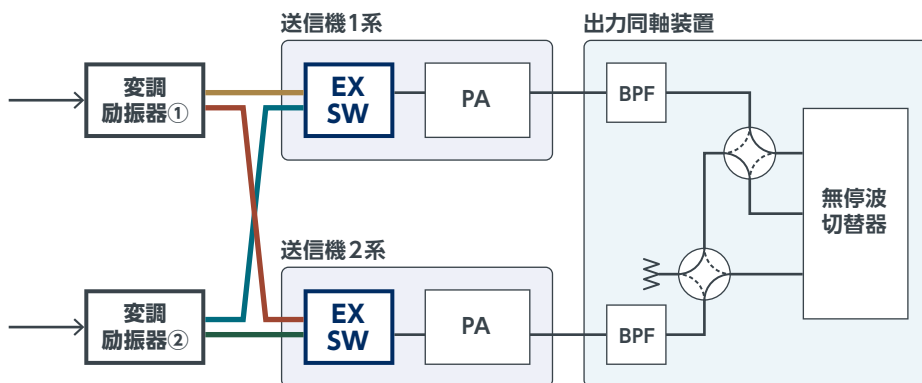 送信機1系
出力同軸装置
変調
励振器①
EX
SW
PA
BPF
無停波
切替器
送信機2系
変調
励振器②
EX
SW
PA
BPF